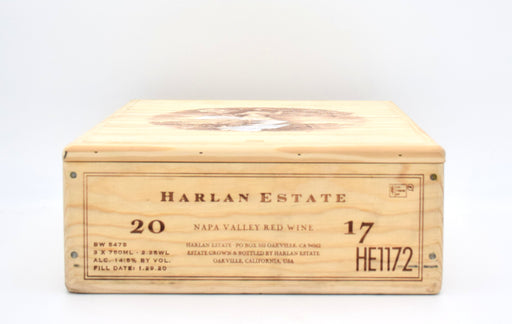 HARLAN ESTATE
20 NAPA VALLEY RED WINE 17
HARLAN ESTATE · PO BOX 352 OAKVILLE, CA 94562
ESTATE GROWN & BOTTLED BY HARLAN ESTATE
OAKVILLE, CALIFORNIA, USA
BW 5470
3 X 750ML - 2.25WL
ALC. 14.5% BY VOL.
FILL DATE: 1.29.20
HE1172